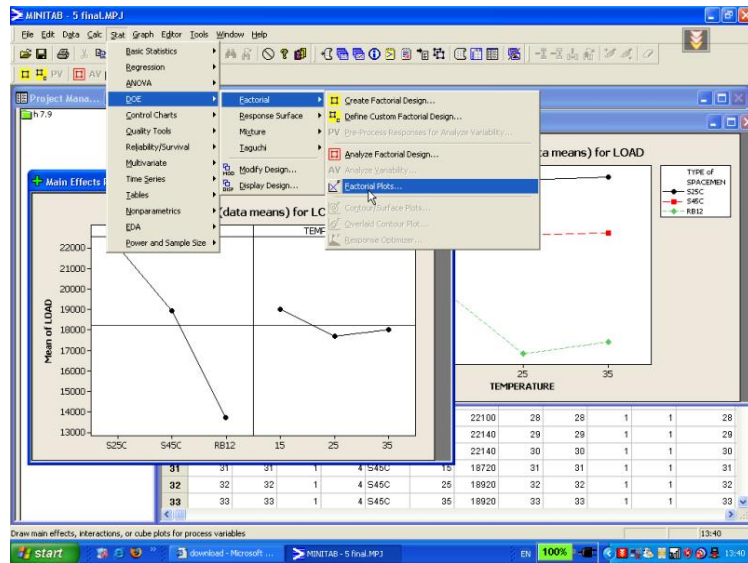 MINITAB - 5 final.MPJ
File Edit Data Calc Stat Graph Editor Tools Window Help
Basic Statistics
Regression
ANOVA
DOE
Control Charts
Quality Tools
Reliability/Survival
Multivariate
Time Series
Tables
Nonparametrics
EDA
Power and Sample Size
Factorial
Response Surface
Mixture
Taguchi
Modify Design...
Display Design...
Create Factorial Design...
Define Custom Factorial Design...
PV Pre-Process Responses for Analyze Variability...
Analyze Factorial Design...
AV Analyze Variability...
Factorial Plots...
Contour/Surface Plots...
Overlaid Contour Plot...
Response Optimizer...
PV AV
Project Mana...
h 7.9
a means) for LOAD
TYPE of
SPACEMEN
S25C
S45C
RB12
25 35
TEMPERATURE
Main Effects P
(data means) for LO
TEMP
Mean of LOAD
22000
21000
20000
19000
18000
17000
16000
15000
14000
13000
S25C S45C RB12 15 25 35
22100 28 28 1 1 28
22140 29 29 1 1 29
22140 30 30 1 1 30
31 31 31 1 4 S45C 15 18720 31 31 1 1 31
32 32 32 1 4 S45C 25 18920 32 32 1 1 32
33 33 33 1 4 S45C 35 18920 33 33 1 1 33
Draw main effects, interactions, or cube plots for process variables
13:40
start
download - Microsoft ...
MINITAB - 5 final.MPJ
EN 100% 13:40